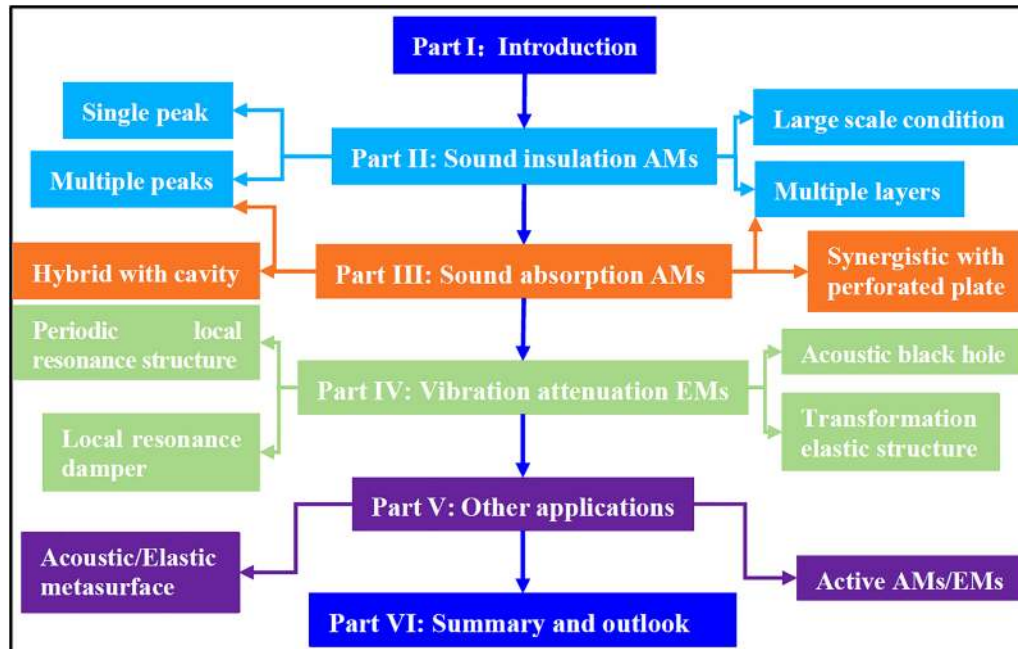 Part I：Introduction
Single peak
Large scale condition
Part II: Sound insulation AMs
Multiple peaks
Multiple layers
Hybrid with cavity
Part III: Sound absorption AMs
Synergistic with
perforated plate
Periodic local
resonance structure
Acoustic black hole
Part IV: Vibration attenuation EMs
Local resonance
damper
Transformation
elastic structure
Part V: Other applications
Acoustic/Elastic
metasurface
Active AMs/EMs
Part VI: Summary and outlook